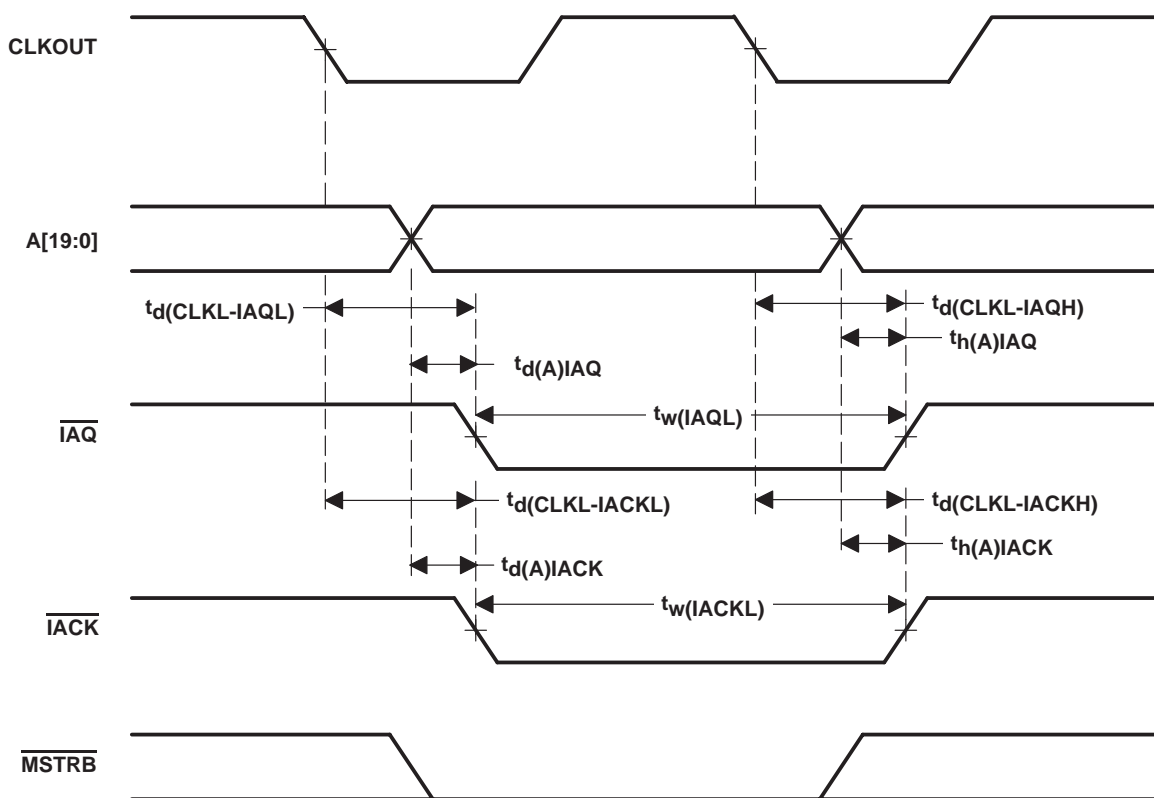 CLKOUT
A[19:0]
td(CLKL-IAQL)
td(CLKL-IAQH)
th(A)IAQ
td(A)IAQ
IAQ
tw(IAQL)
td(CLKL-IACKL)
td(CLKL-IACKH)
th(A)IACK
td(A)IACK
IACK
tw(IACKL)
MSTRB